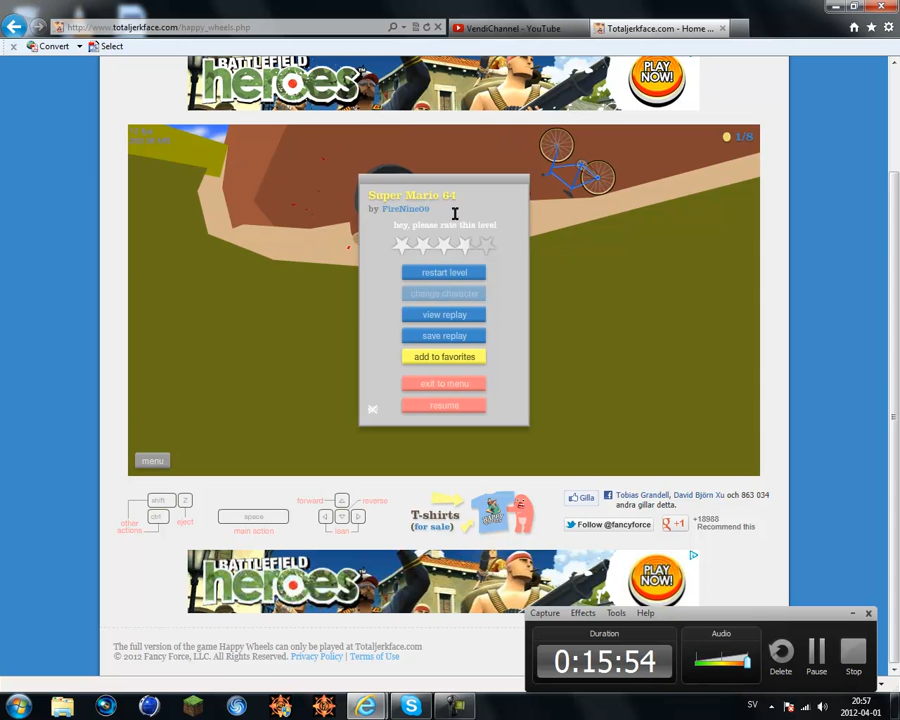 http://www.totaljerkface.com/happy_wheels.php
VendiChannel - YouTube
Totaljerkface.com - Home ...
Convert
Select
BATTLEFIELD
heroes
PLAY
NOW!
1/8
Super Mario 64
by FireNine09
hey, please rate this level
restart level
change character
view replay
save replay
add to favorites
exit to menu
resume
menu
shift
Z
ctrl
other
actions
eject
space
main action
forward
reverse
lean
T-shirts
(for sale)
Gilla
Tobias Grandell, David Björn Xu och 863 034
andra gillar detta.
Follow @fancyforce
+1
+18988
Recommend this
BATTLEFIELD
heroes
PLAY
NOW!
The full version of the game Happy Wheels can only be played at Totaljerkface.com
© 2012 Fancy Force, LLC. All Rights Reserved. Privacy Policy | Terms of Use
Capture
Effects
Tools
Help
Duration
0:15:54
Audio
Delete
Pause
Stop
SV
20:57
2012-04-01